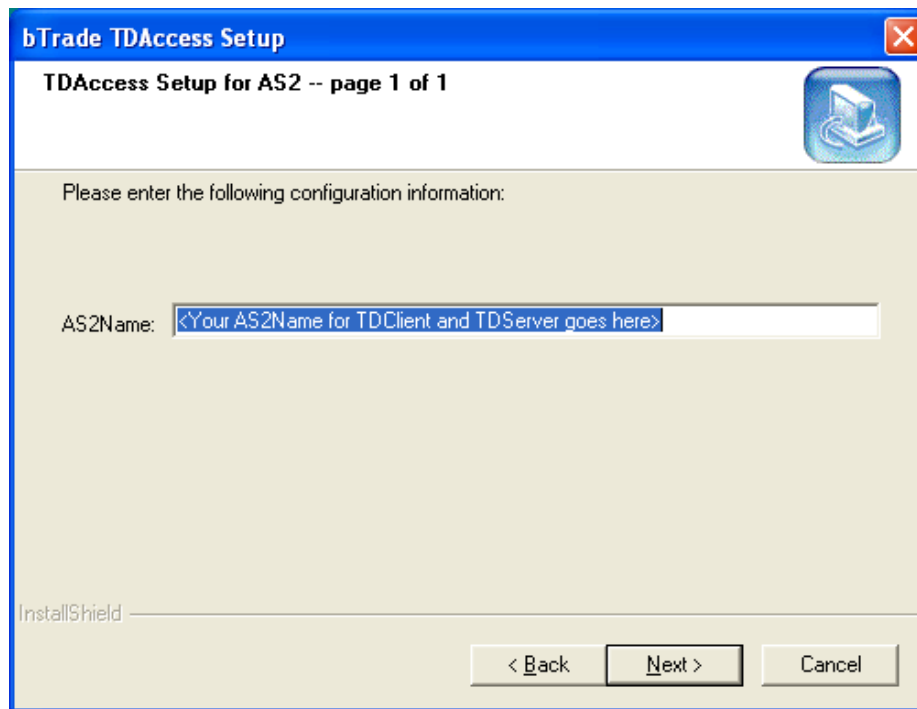 bTrade TDAccess Setup
TDAccess Setup for AS2 -- page 1 of 1
Please enter the following configuration information:
AS2Name: <Your AS2Name for TDClient and TDServer goes here>
InstallShield
< Back Next > Cancel